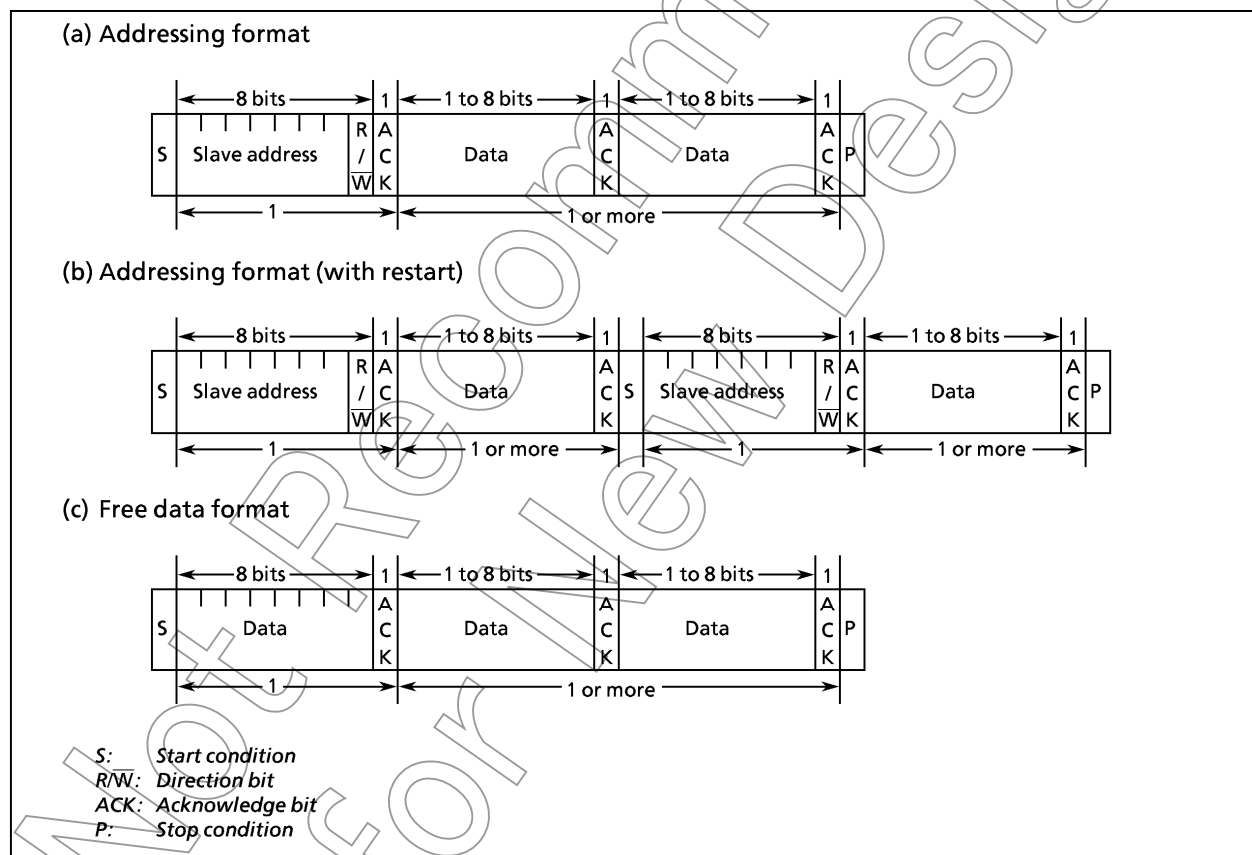 (a) Addressing format
8 bits 1 1 to 8 bits 1 1 to 8 bits 1
S Slave address R/W̅ ACK Data ACK Data ACK P
1 1 or more
(b) Addressing format (with restart)
8 bits 1 1 to 8 bits 1 8 bits 1 1 to 8 bits 1
S Slave address R/W̅ ACK Data ACK S Slave address R/W̅ ACK Data ACK P
1 1 or more 1 1 or more
(c) Free data format
8 bits 1 1 to 8 bits 1 1 to 8 bits 1
S Data ACK Data ACK Data ACK P
1 1 or more
S: Start condition
R/W̅: Direction bit
ACK: Acknowledge bit
P: Stop condition
Not Recomm
for New Desi